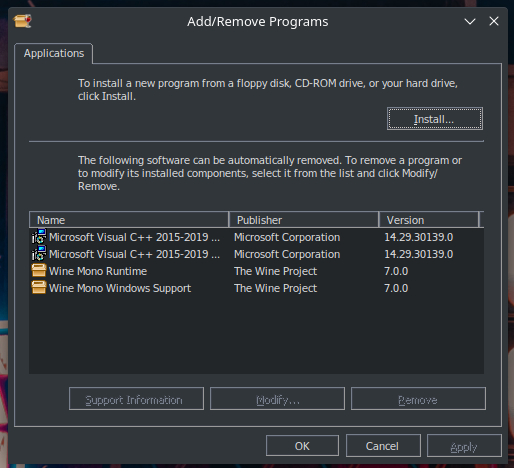 Add/Remove Programs
Applications
To install a new program from a floppy disk, CD-ROM drive, or your hard drive,
click Install.
Install...
The following software can be automatically removed. To remove a program or
to modify its installed components, select it from the list and click Modify/
Remove.
Name Publisher Version
Microsoft Visual C++ 2015-2019 ... Microsoft Corporation 14.29.30139.0
Microsoft Visual C++ 2015-2019 ... Microsoft Corporation 14.29.30139.0
Wine Mono Runtime The Wine Project 7.0.0
Wine Mono Windows Support The Wine Project 7.0.0
Support Information Modify... Remove
OK Cancel Apply